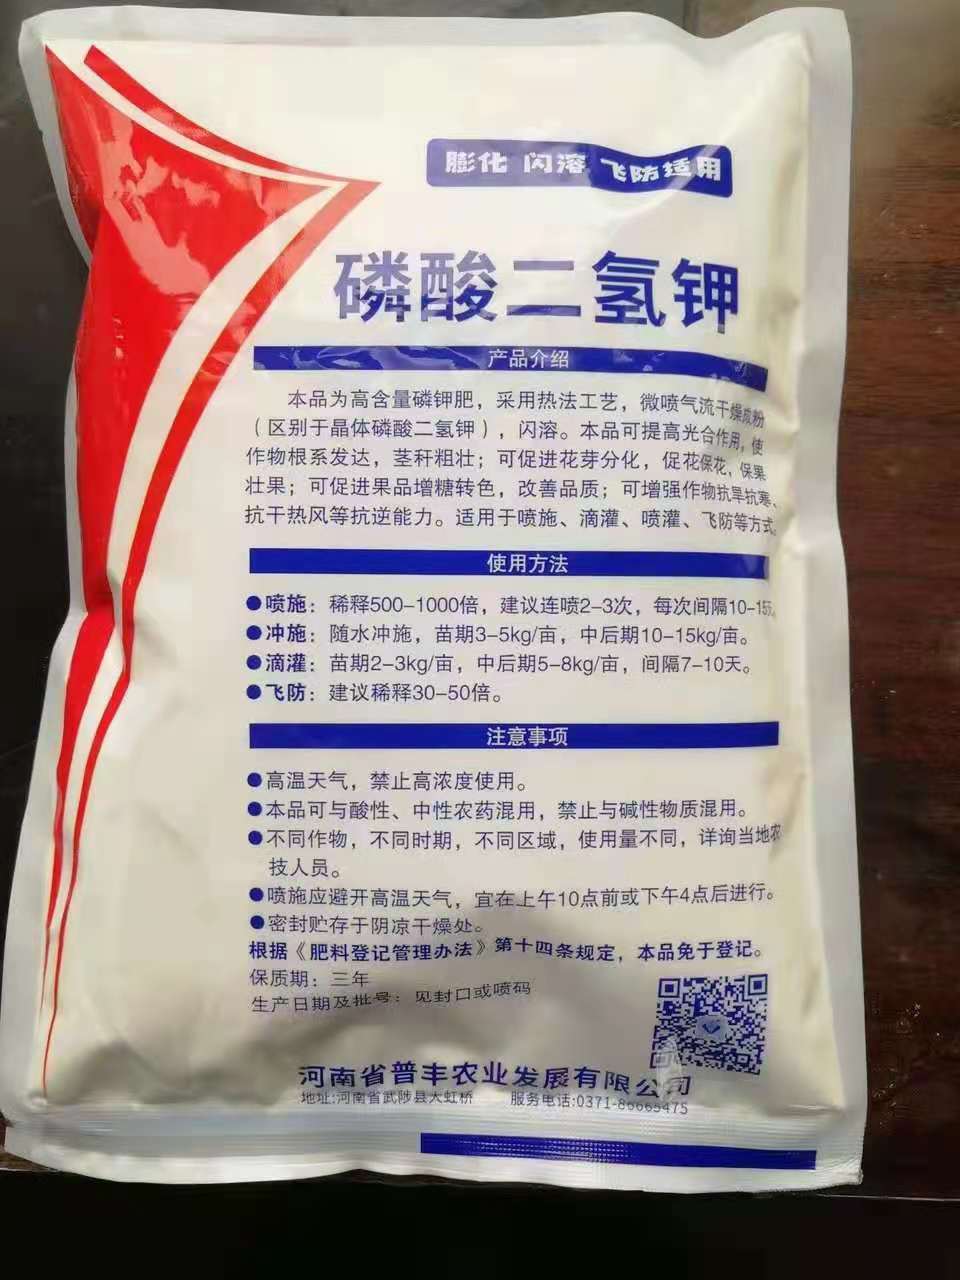 膨化 闪溶 飞防适用
磷酸二氢钾
产品介绍
本品为高含量磷钾肥，采用热法工艺，微喷气流干燥成粉
（区别于晶体磷酸二氢钾），闪溶。本品可提高光合作用，使
作物根系发达，茎秆粗壮；可促进花芽分化，促花保花，保果
壮果；可促进果品增糖转色，改善品质；可增强作物抗旱抗寒、
抗干热风等抗逆能力。适用于喷施、滴灌、喷灌、飞防等方式。
使用方法
●喷施：稀释500-1000倍，建议连喷2-3次，每次间隔10-15
●冲施：随水冲施，苗期3-5kg/亩，中后期10-15kg/亩。
●滴灌：苗期2-3kg/亩，中后期5-8kg/亩，间隔7-10天。
●飞防：建议稀释30-50倍。
注意事项
●高温天气，禁止高浓度使用。
●本品可与酸性、中性农药混用，禁止与碱性物质混用。
●不同作物，不同时期，不同区域，使用量不同，详询当地农
技人员。
●喷施应避开高温天气，宜在上午10点前或下午4点后进行。
●密封贮存于阴凉干燥处。
根据《肥料登记管理办法》第十四条规定，本品免于登记。
保质期：三年
生产日期及批号：见封口或喷码
河南省普丰农业发展有限公司
地址:河南省武陟县大虹桥 服务电话:0371-86665475